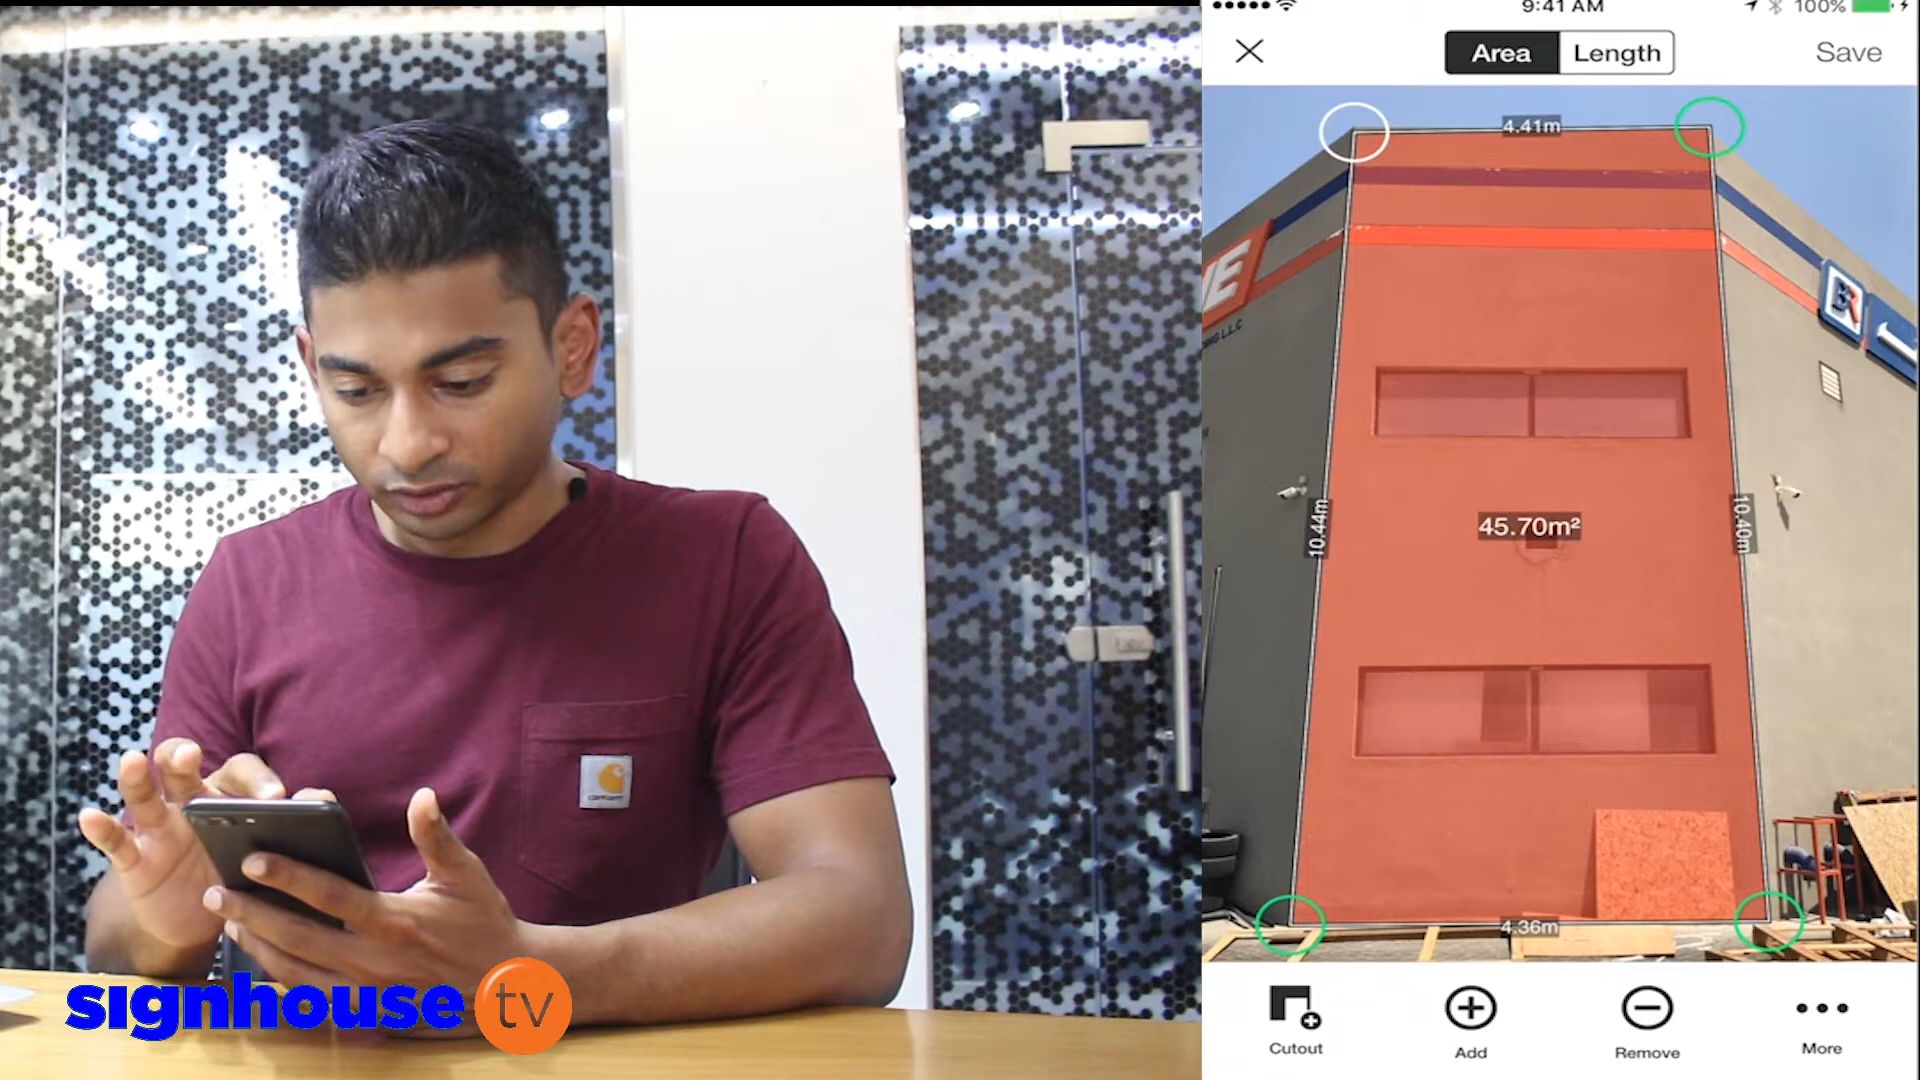 9:41 AM
100%
Area
Length
Save
4.41m
10.44m
45.70m²
10.40m
4.36m
Cutout
Add
Remove
More
carhartt
signhouse tv